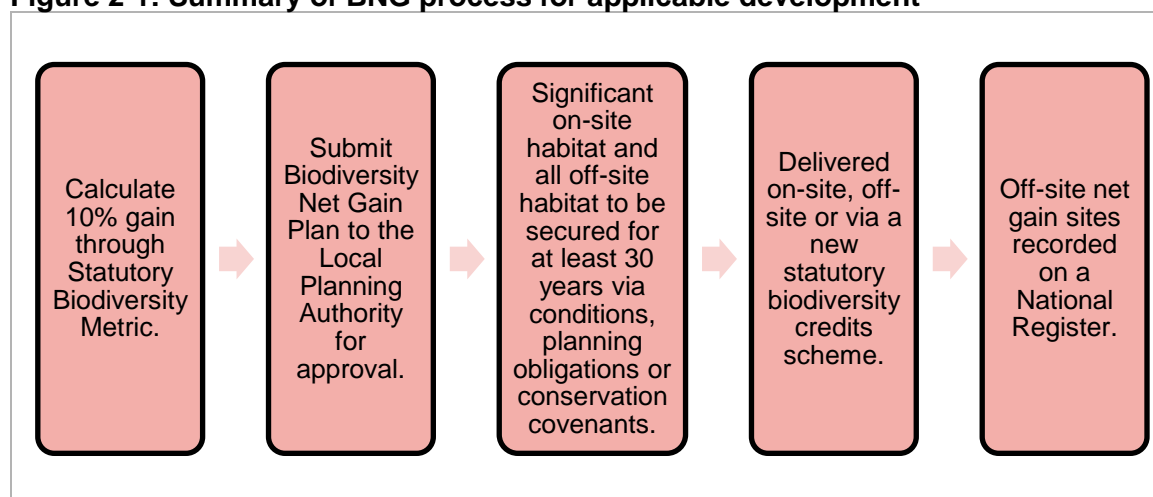 Figure 2-1: Summary of BNG process for applicable development
Calculate
10% gain
through
Statutory
Biodiversity
Metric.
Submit
Biodiversity
Net Gain
Plan to the
Local
Planning
Authority
for
approval.
Significant
on-site
habitat and
all off-site
habitat to be
secured for
at least 30
years via
conditions,
planning
obligations or
conservation
covenants.
Delivered
on-site, off-
site or via a
new
statutory
biodiversity
credits
scheme.
Off-site net
gain sites
recorded
on a
National
Register.